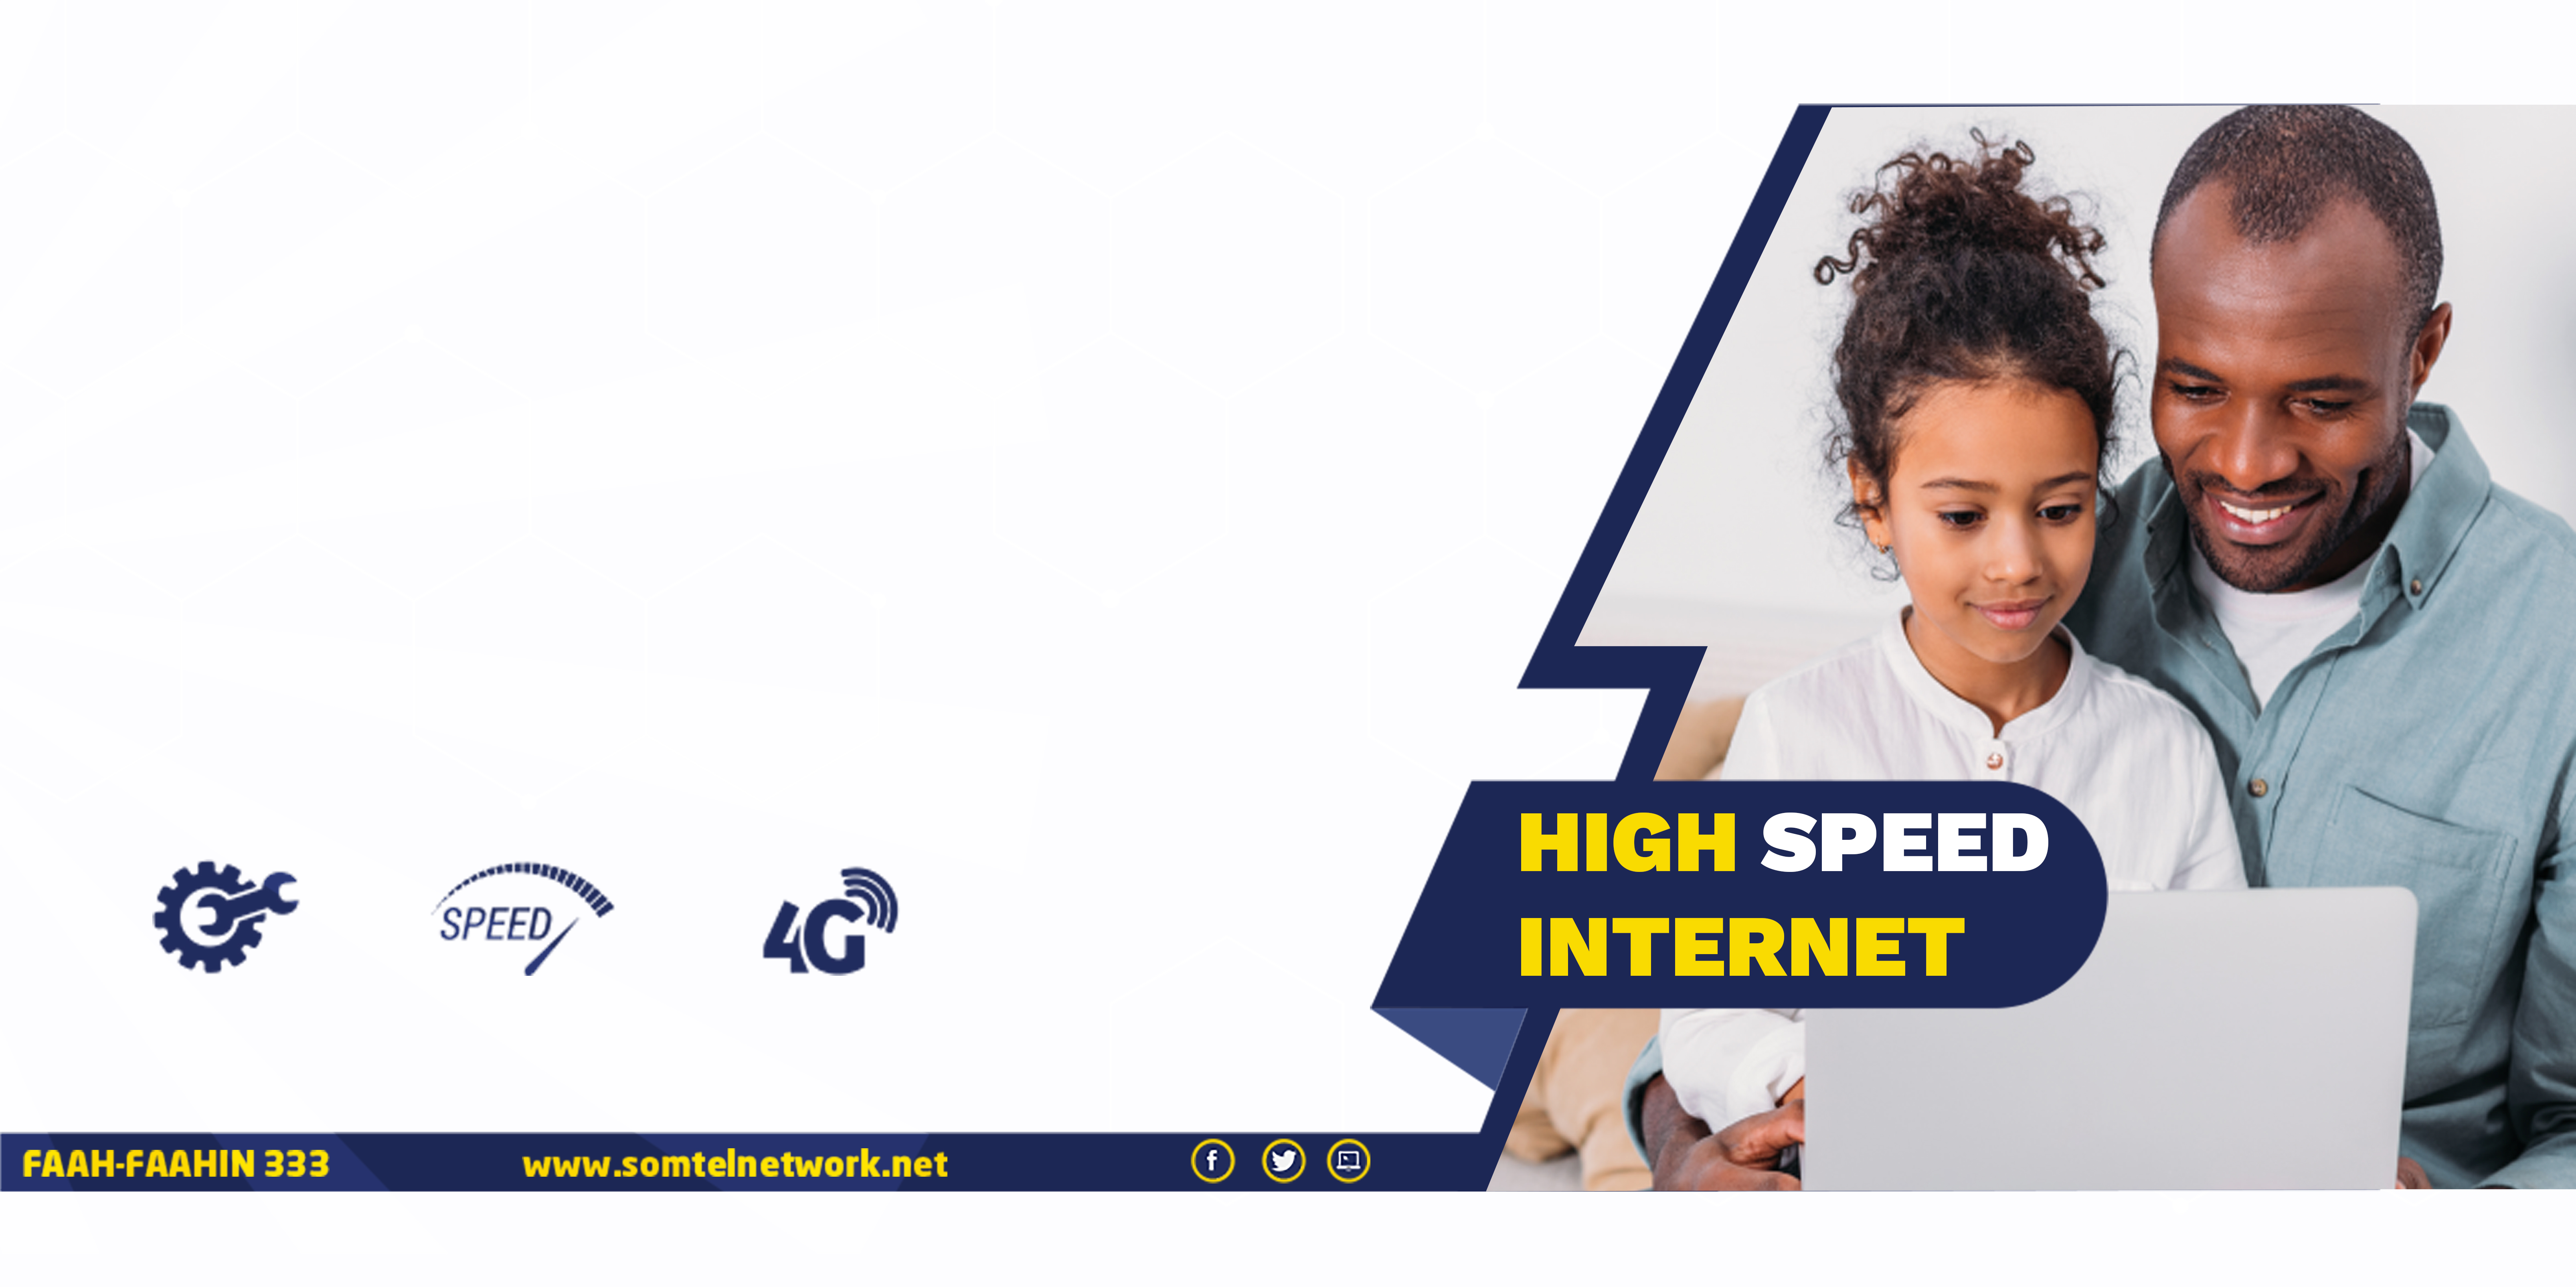 HIGH SPEED
INTERNET
SPEED
4G
FAAH-FAAHIN 333
www.somtelnetwork.net
f